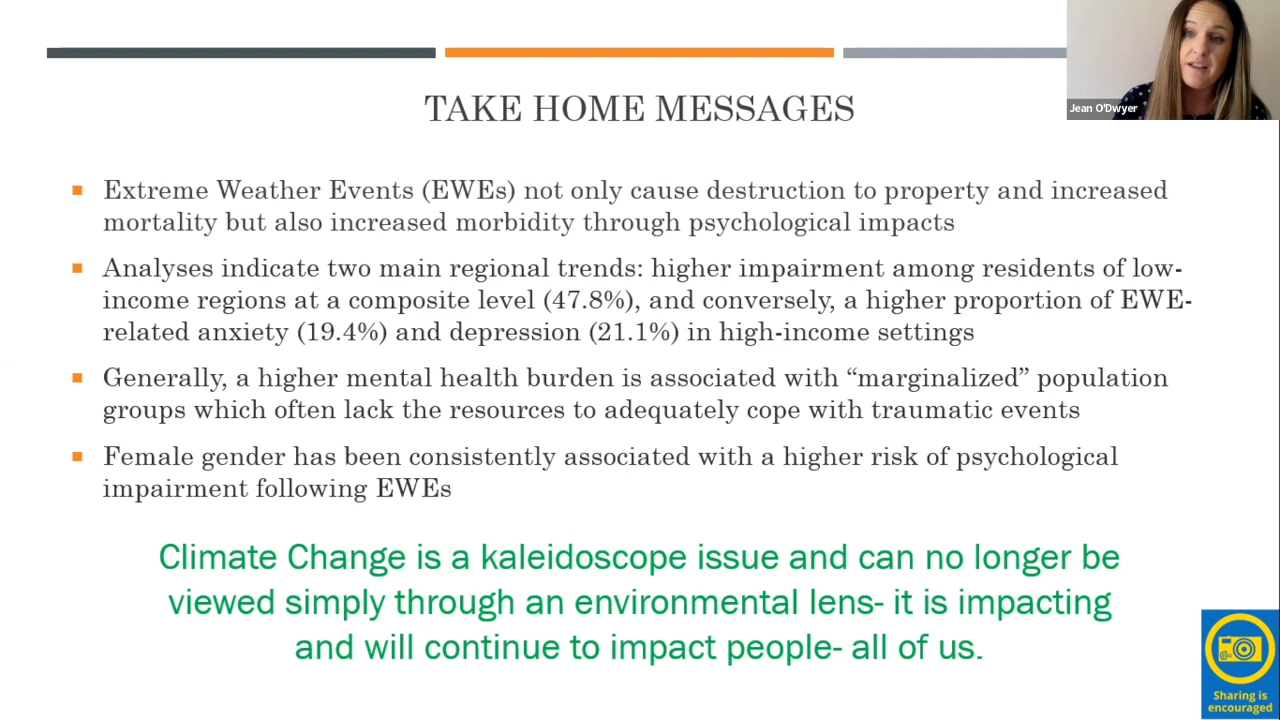 TAKE HOME MESSAGES
Jean O'Dwyer
Extreme Weather Events (EWEs) not only cause destruction to property and increased
mortality but also increased morbidity through psychological impacts
Analyses indicate two main regional trends: higher impairment among residents of low-
income regions at a composite level (47.8%), and conversely, a higher proportion of EWE-
related anxiety (19.4%) and depression (21.1%) in high-income settings
Generally, a higher mental health burden is associated with “marginalized” population
groups which often lack the resources to adequately cope with traumatic events
Female gender has been consistently associated with a higher risk of psychological
impairment following EWEs
Climate Change is a kaleidoscope issue and can no longer be
viewed simply through an environmental lens- it is impacting
and will continue to impact people- all of us.
Sharing is
encouraged